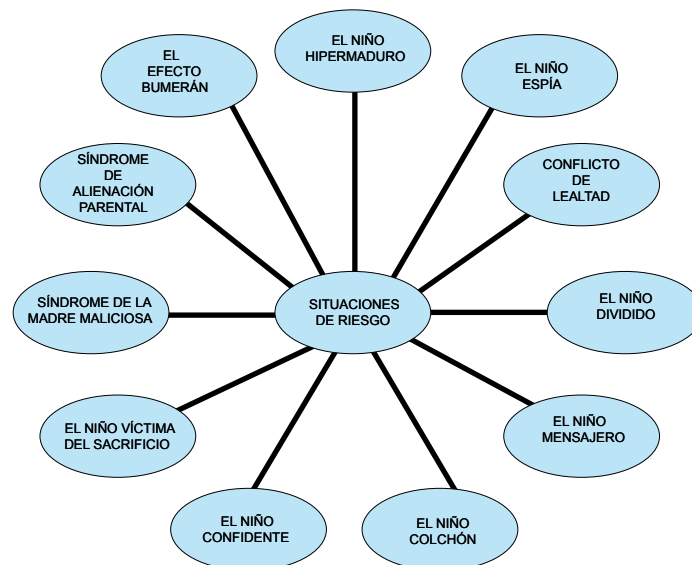 EL NIÑO
HIPERMADURO
EL
EFECTO
BUMERÁN
EL NIÑO
ESPÍA
SÍNDROME
DE
ALIENACIÓN
PARENTAL
CONFLICTO
DE
LEALTAD
SÍNDROME DE LA
MADRE MALICIOSA
SITUACIONES
DE RIESGO
EL NIÑO
DIVIDIDO
EL NIÑO VÍCTIMA
DEL SACRIFICIO
EL NIÑO
MENSAJERO
EL NIÑO
CONFIDENTE
EL NIÑO
COLCHÓN